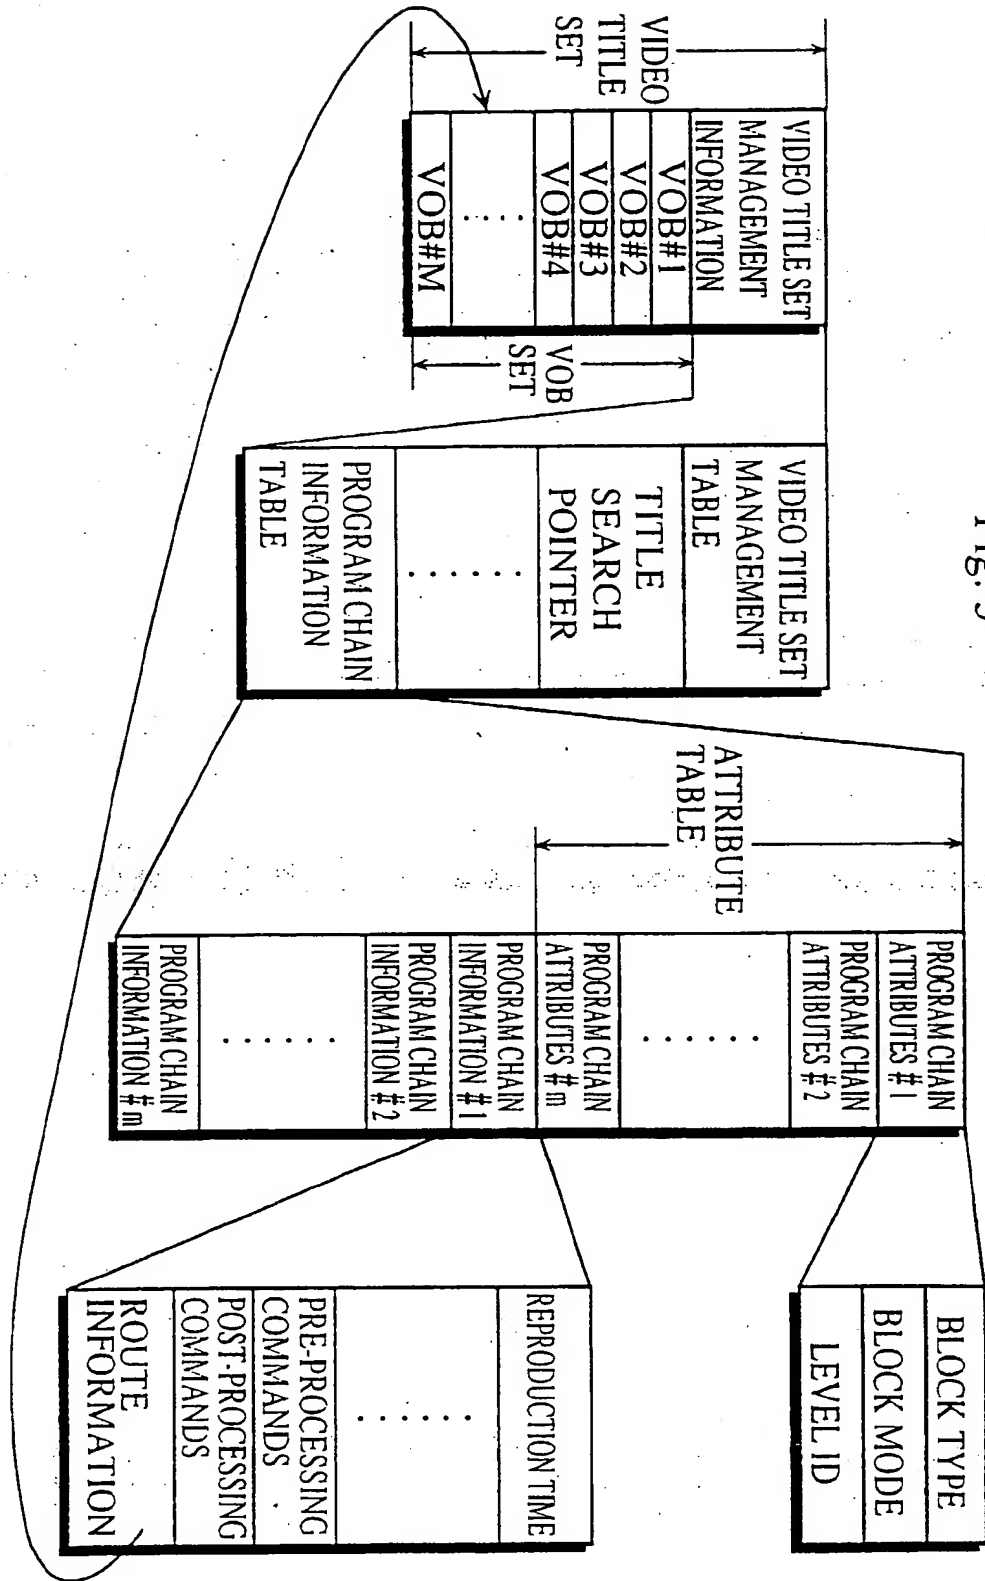 Fig. 5
VIDEO
TITLE
SET
VIDEO TITLE SET
MANAGEMENT
INFORMATION
VOB#1
VOB#2
VOB#3
VOB#4
.....
VOB#M
VOB
SET
VIDEO TITLE SET
MANAGEMENT
TABLE
TITLE
SEARCH
POINTER
......
PROGRAM CHAIN
INFORMATION
TABLE
ATTRIBUTE
TABLE
PROGRAM CHAIN
ATTRIBUTES #1
PROGRAM CHAIN
ATTRIBUTES #2
......
PROGRAM CHAIN
ATTRIBUTES #m
PROGRAM CHAIN
INFORMATION #1
PROGRAM CHAIN
INFORMATION #2
......
PROGRAM CHAIN
INFORMATION #m
BLOCK TYPE
BLOCK MODE
LEVEL ID
REPRODUCTION TIME
......
PRE-PROCESSING
COMMANDS
POST-PROCESSING
COMMANDS
ROUTE
INFORMATION